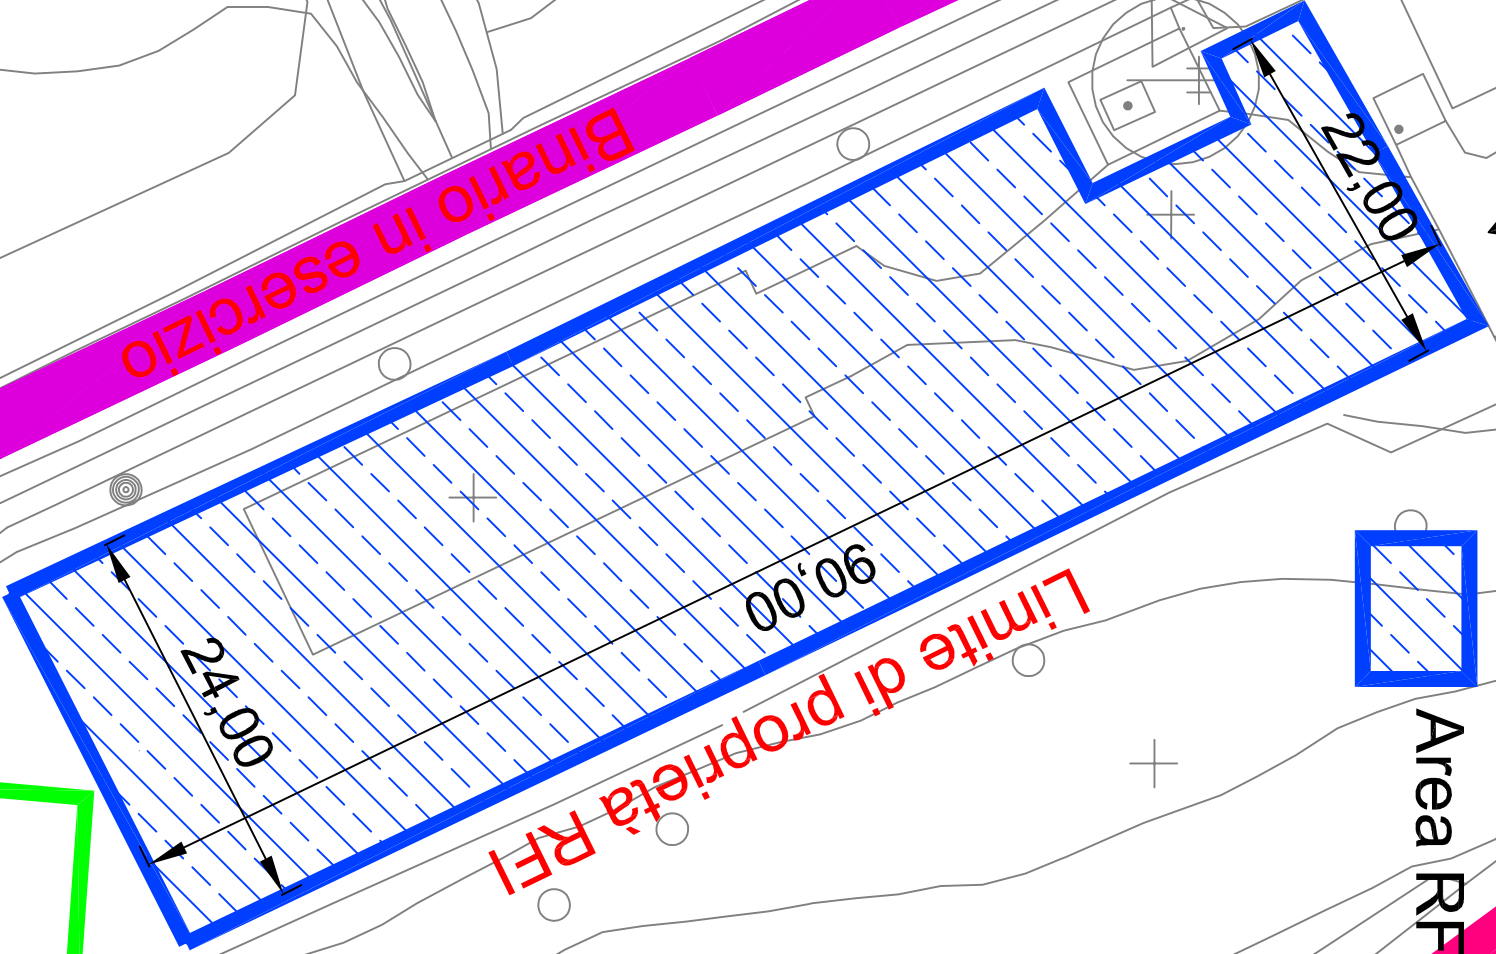 Binario in esercizio
22,00
90,00
24,00
Limite di proprietà RFI
Area RF